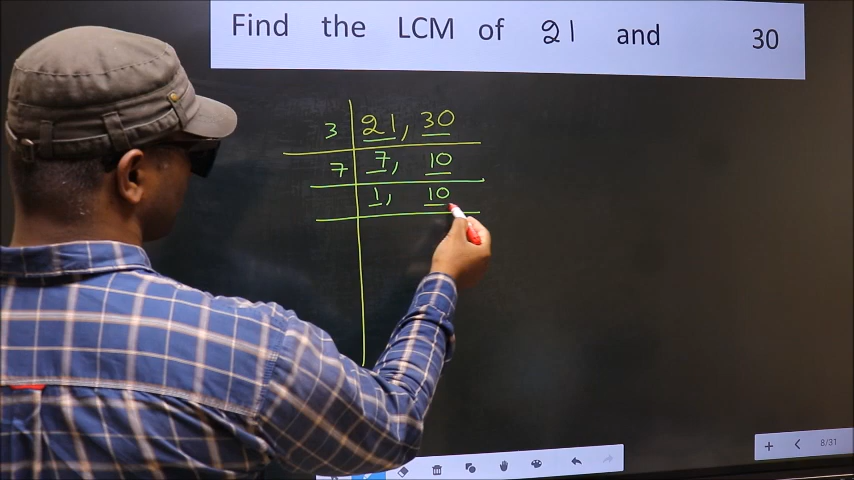 Find the LCM of 21 and 30
3 21, 30
7 7, 10
1, 10
8/31